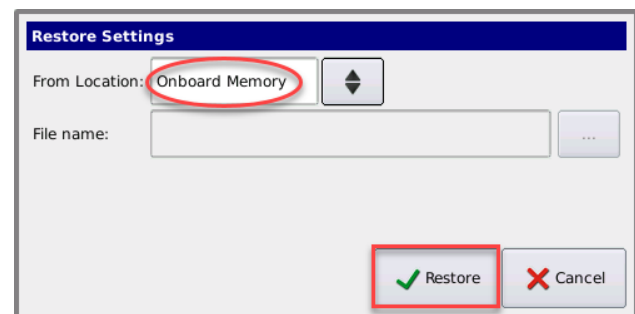 Restore Settings
From Location: Onboard Memory
File name: ...
Restore Cancel